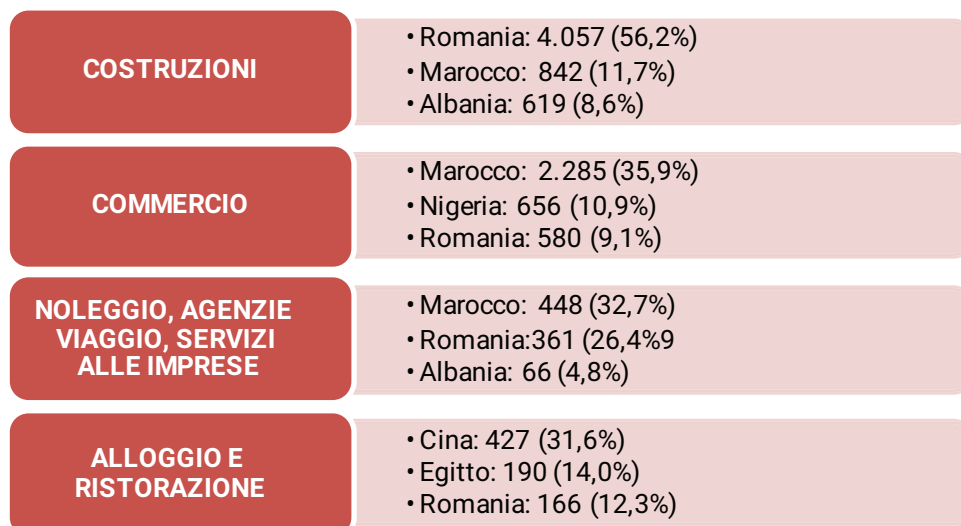 COSTRUZIONI
• Romania: 4.057 (56,2%)
• Marocco: 842 (11,7%)
• Albania: 619 (8,6%)
COMMERCIO
• Marocco: 2.285 (35,9%)
• Nigeria: 656 (10,9%)
• Romania: 580 (9,1%)
NOLEGGIO, AGENZIE
VIAGGIO, SERVIZI
ALLE IMPRESE
• Marocco: 448 (32,7%)
• Romania:361 (26,4%9
• Albania: 66 (4,8%)
ALLOGGIO E
RISTORAZIONE
• Cina: 427 (31,6%)
• Egitto: 190 (14,0%)
• Romania: 166 (12,3%)